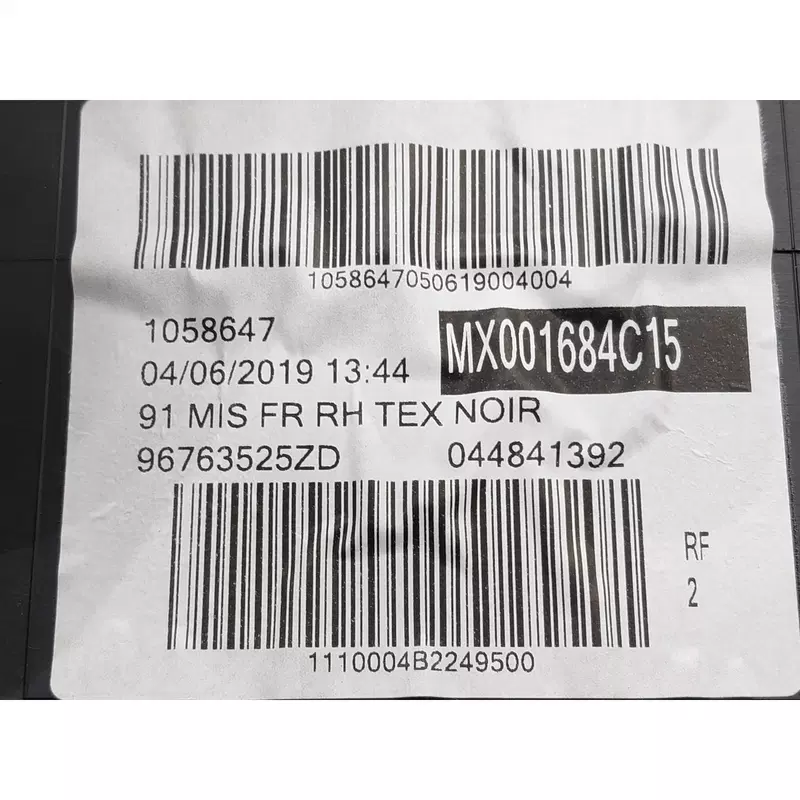 1058647050619004004
1058647
MX001684C15
04/06/2019 13:44
91 MIS FR RH TEX NOIR
96763525ZD 044841392
RF
2
1110004B2249500